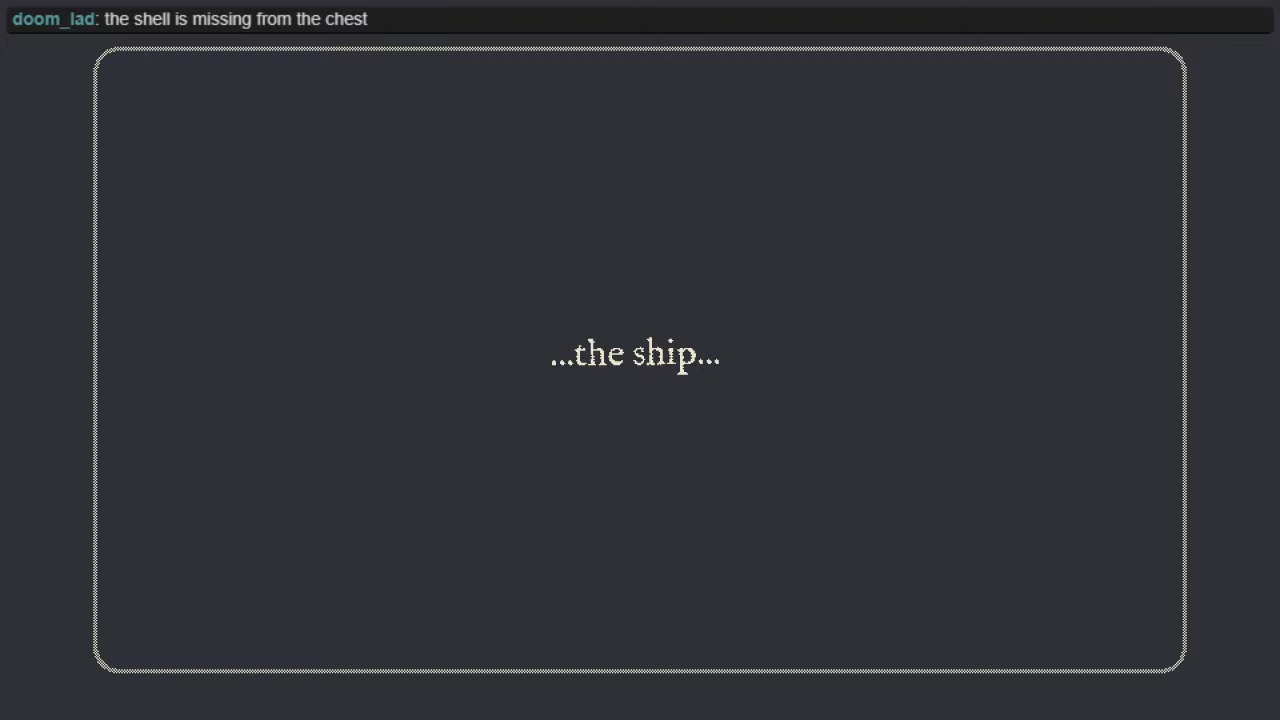 doom_lad: the shell is missing from the chest
...the ship...